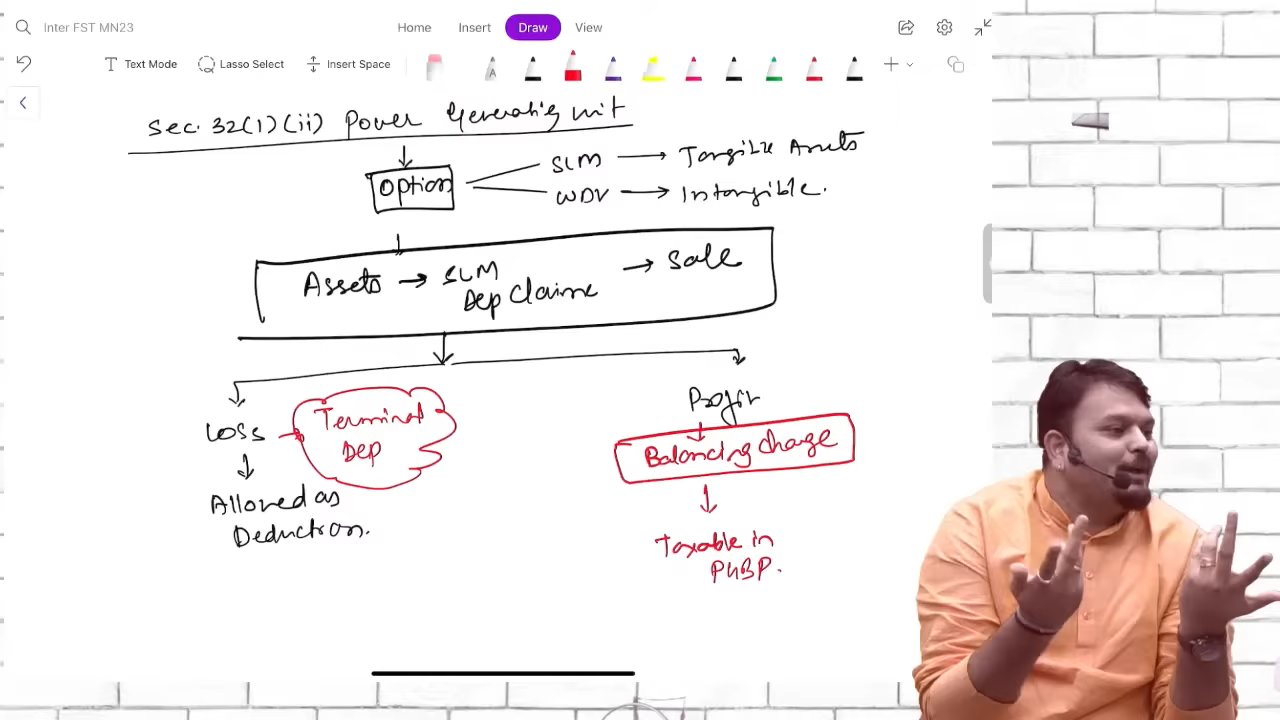 Inter FST MN23
Home Insert Draw View
Text Mode Lasso Select Insert Space
Sec. 32(1)(ii) Power Generating unit
Option
SLM → Tangible Assets
WDV → Intangible.
Assets → SLM → Sale
Dep Claime
Loss → Terminal Dep
Allowed as
Deduction.
Profit
Balancing Charge
Taxable in
PGBP.